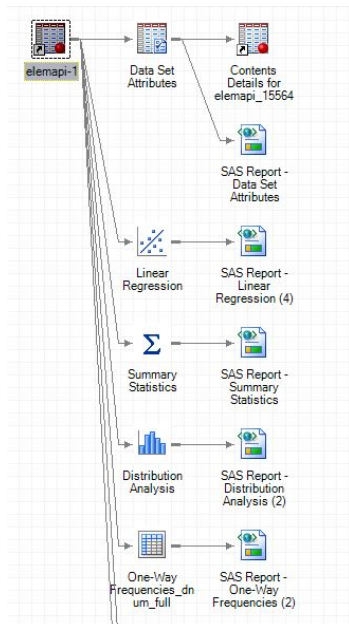 elemapi-1
Data Set
Attributes
Contents
Details for
elemapi_15564
SAS Report -
Data Set
Attributes
Linear
Regression
SAS Report -
Linear
Regression (4)
Summary
Statistics
SAS Report -
Summary
Statistics
Distribution
Analysis
SAS Report -
Distribution
Analysis (2)
One-Way
Frequencies_dn
um_full
SAS Report -
One-Way
Frequencies (2)